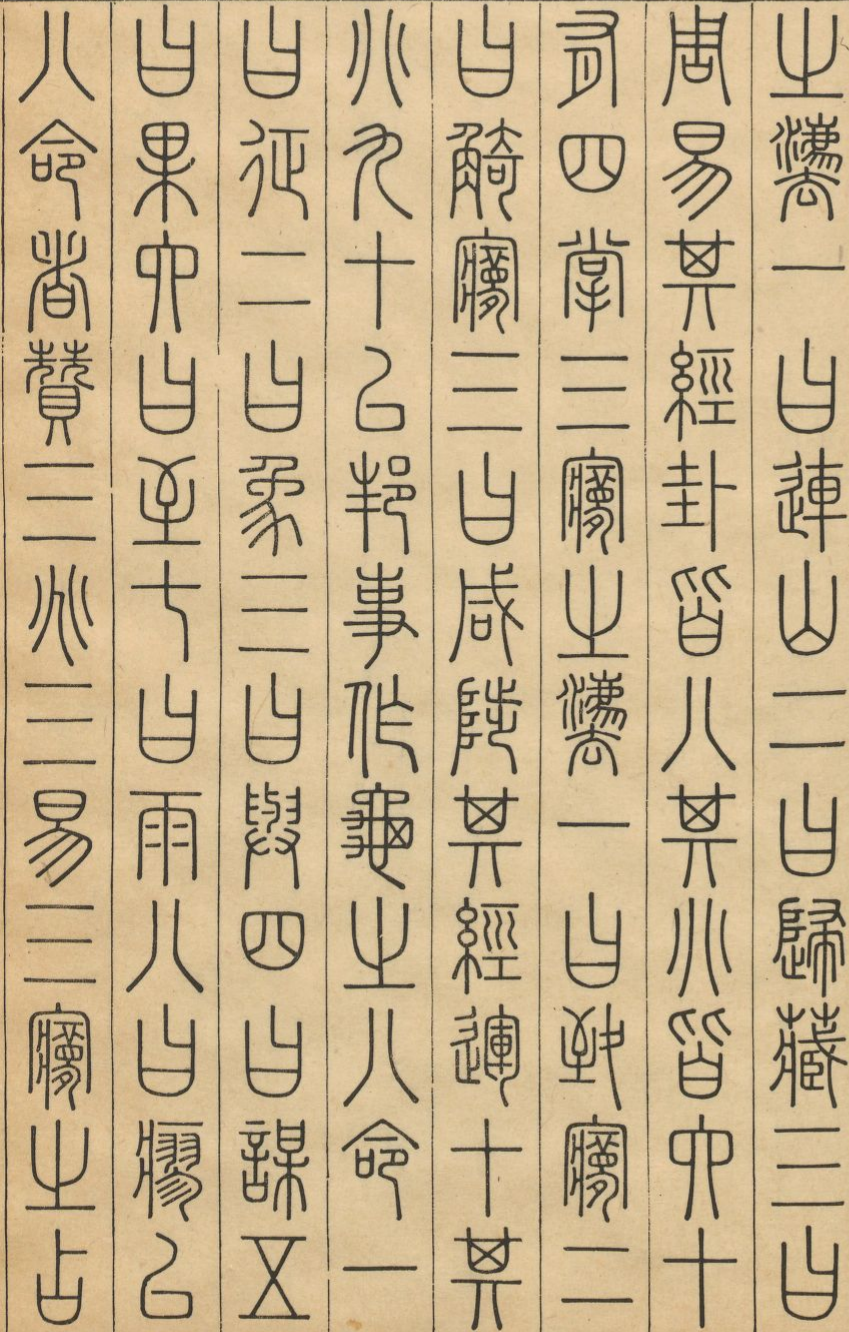 之灋一曰連山二曰歸藏三曰
周易其經卦皆八其別皆六十
有四掌三夢之灋一曰致夢二
曰觭夢三曰咸陟其經運十其
別九十以邦事作龜之八命一
曰征二曰象三曰與四曰謀五
曰果六曰至七曰雨八曰瘳以
八命者贊三兆三易三夢之占